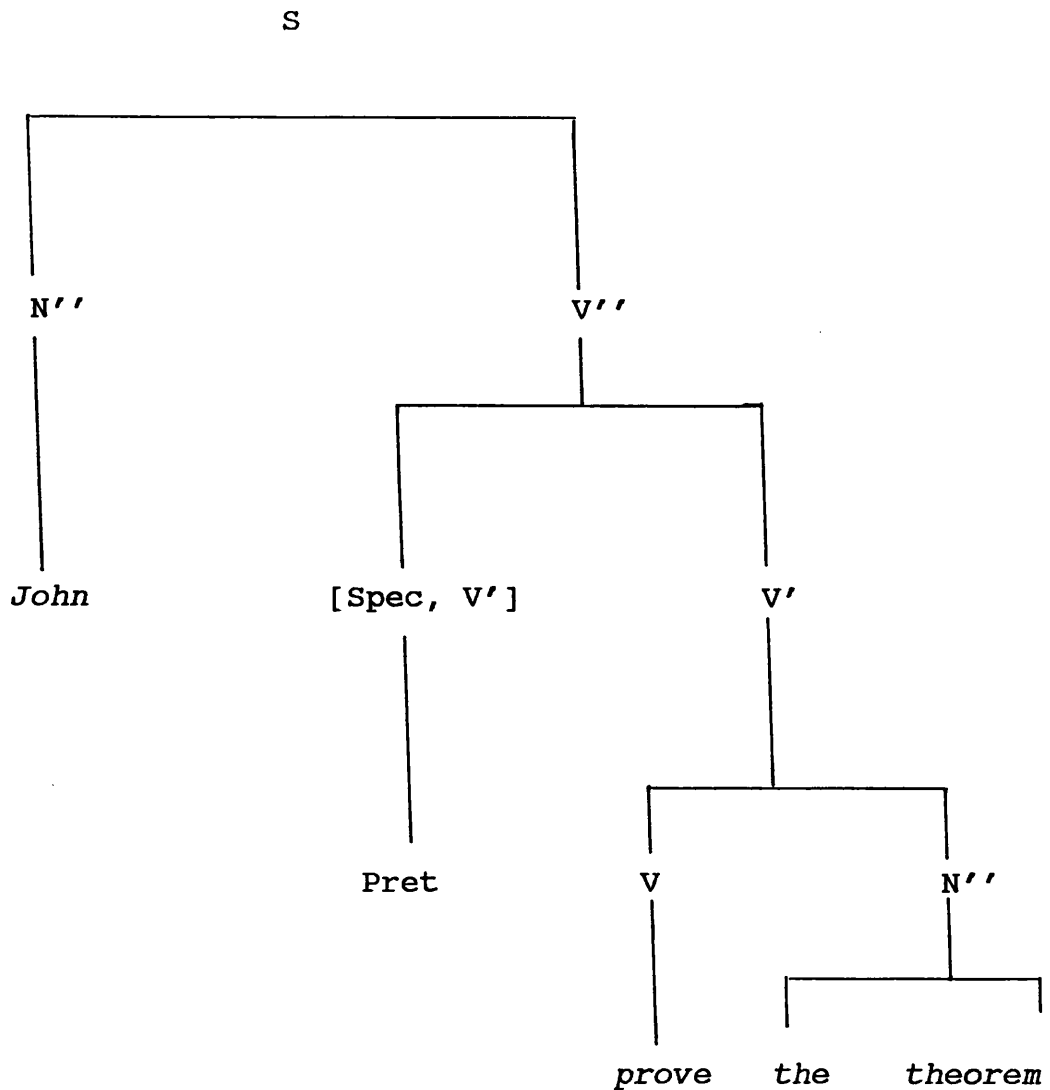 S
N'' V''
John [Spec, V'] V'
Pret V N''
prove the theorem